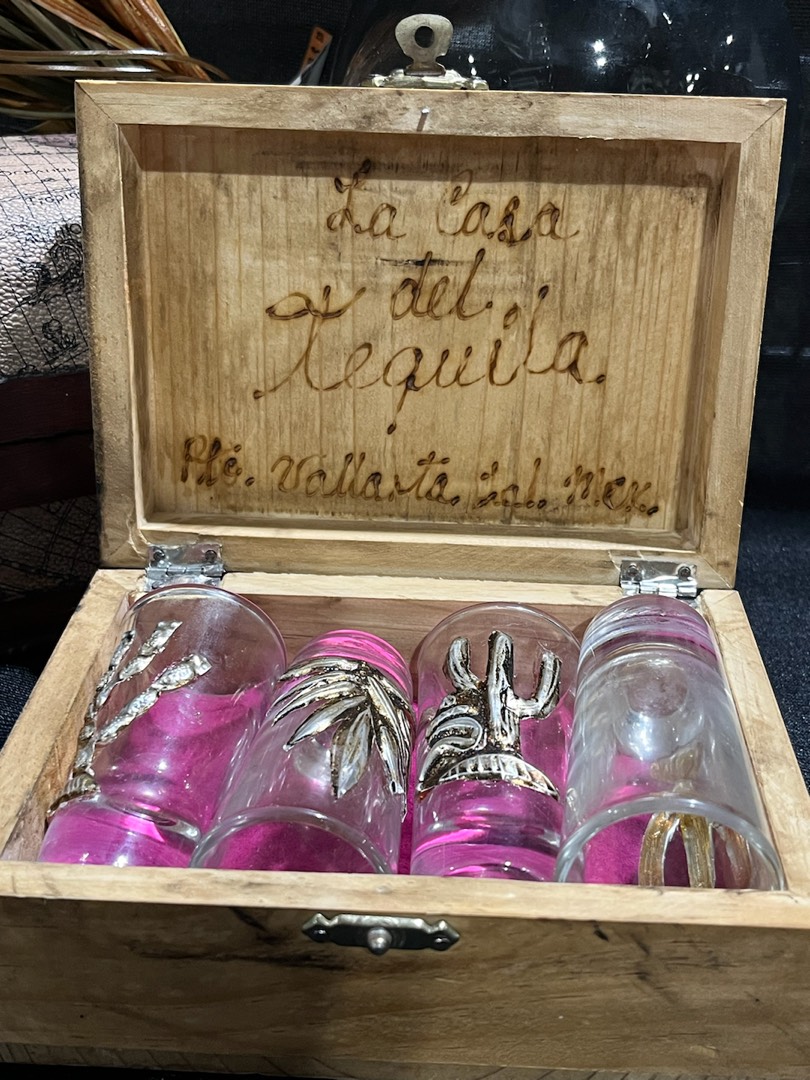 La Casa
del
Tequila
Pto. Vallarta, Jal. Mex.